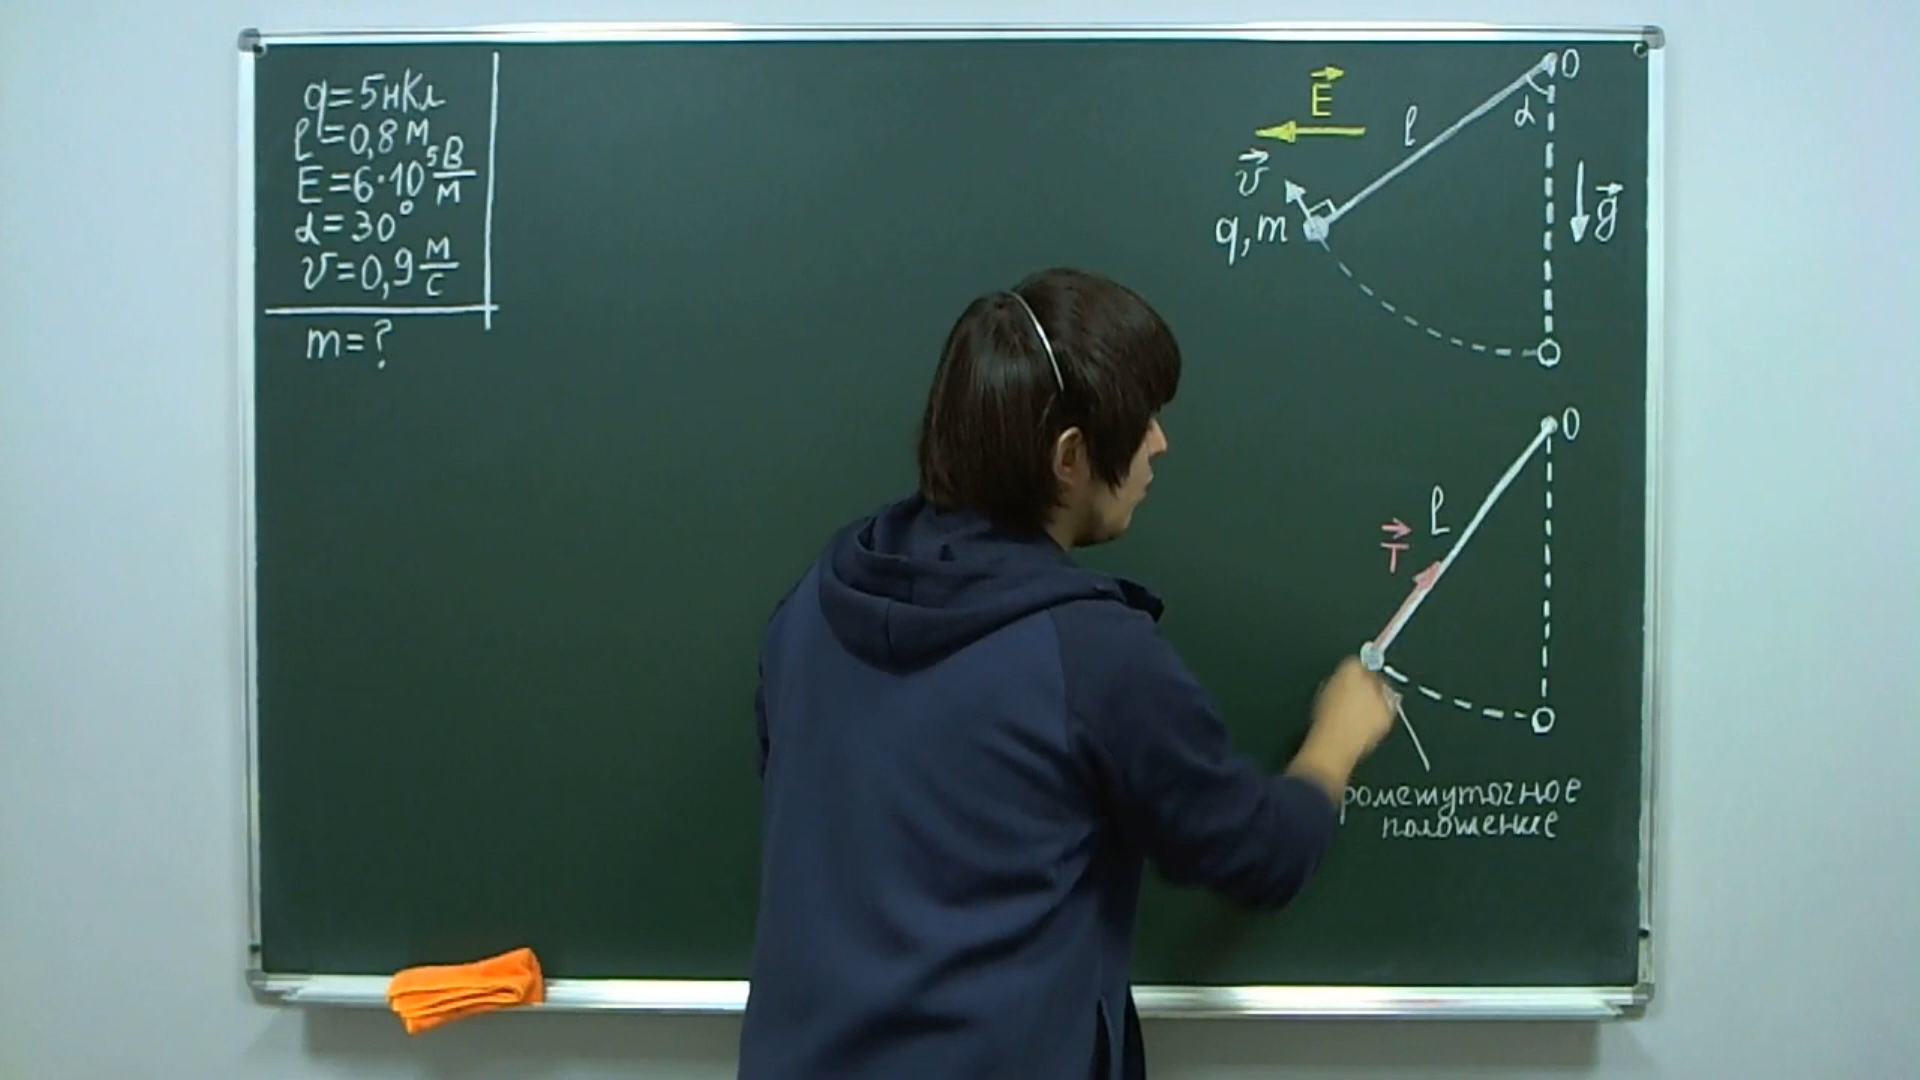 q=5нКл
l=0,8 м
E=6·10⁵ В/м
α=30°
v=0,9 м/с
m=?
E
O
α
l
v
g
q, m
O
l
T
ромежуточное
положение